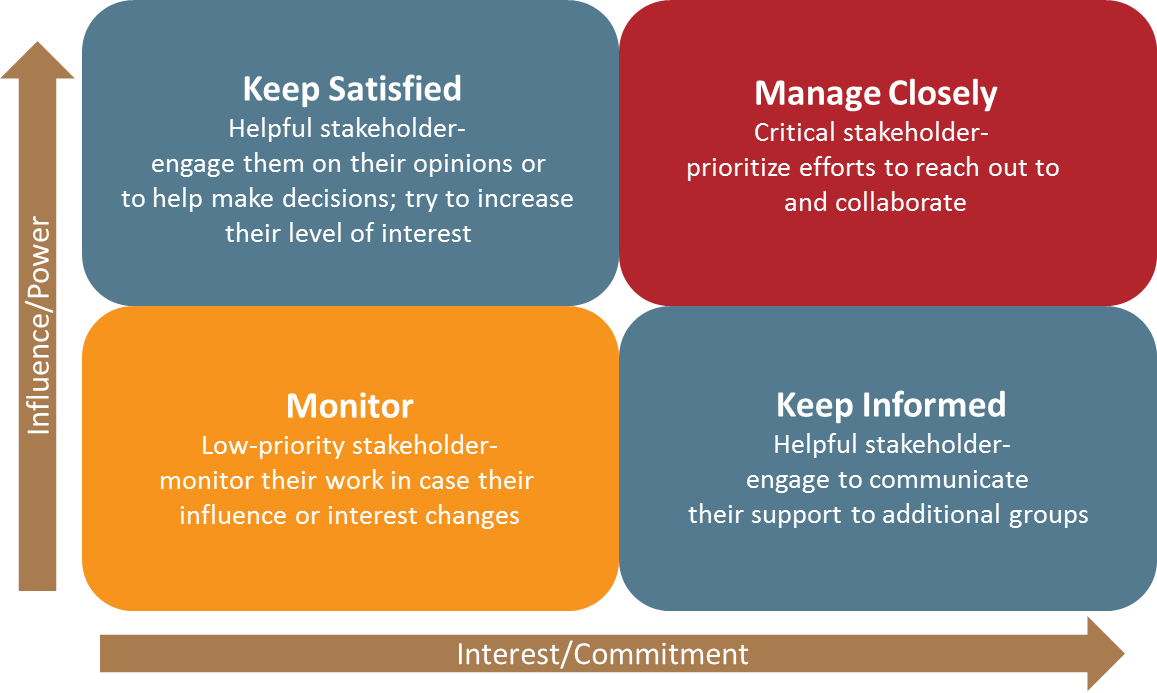 Keep Satisfied
Helpful stakeholder-
engage them on their opinions or
to help make decisions; try to increase
their level of interest
Manage Closely
Critical stakeholder-
prioritize efforts to reach out to
and collaborate
Influence/Power
Monitor
Low-priority stakeholder-
monitor their work in case their
influence or interest changes
Keep Informed
Helpful stakeholder-
engage to communicate
their support to additional groups
Interest/Commitment